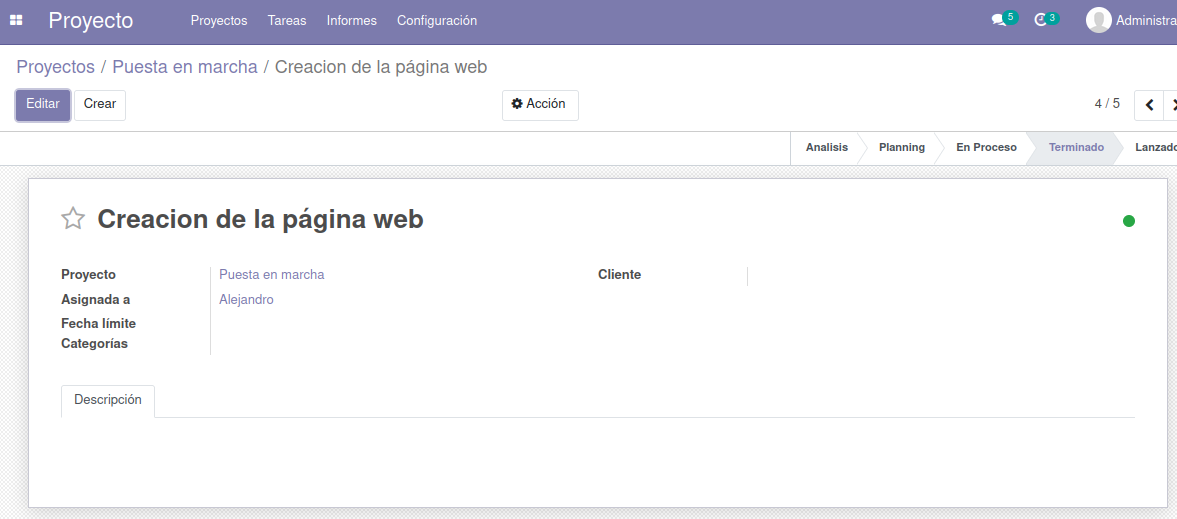 Proyecto Proyectos Tareas Informes Configuración 5 3 Administra
Proyectos / Puesta en marcha / Creacion de la página web
Editar Crear Acción 4 / 5
Analisis Planning En Proceso Terminado Lanzado
Creacion de la página web
Proyecto Puesta en marcha Cliente
Asignada a Alejandro
Fecha límite
Categorías
Descripción